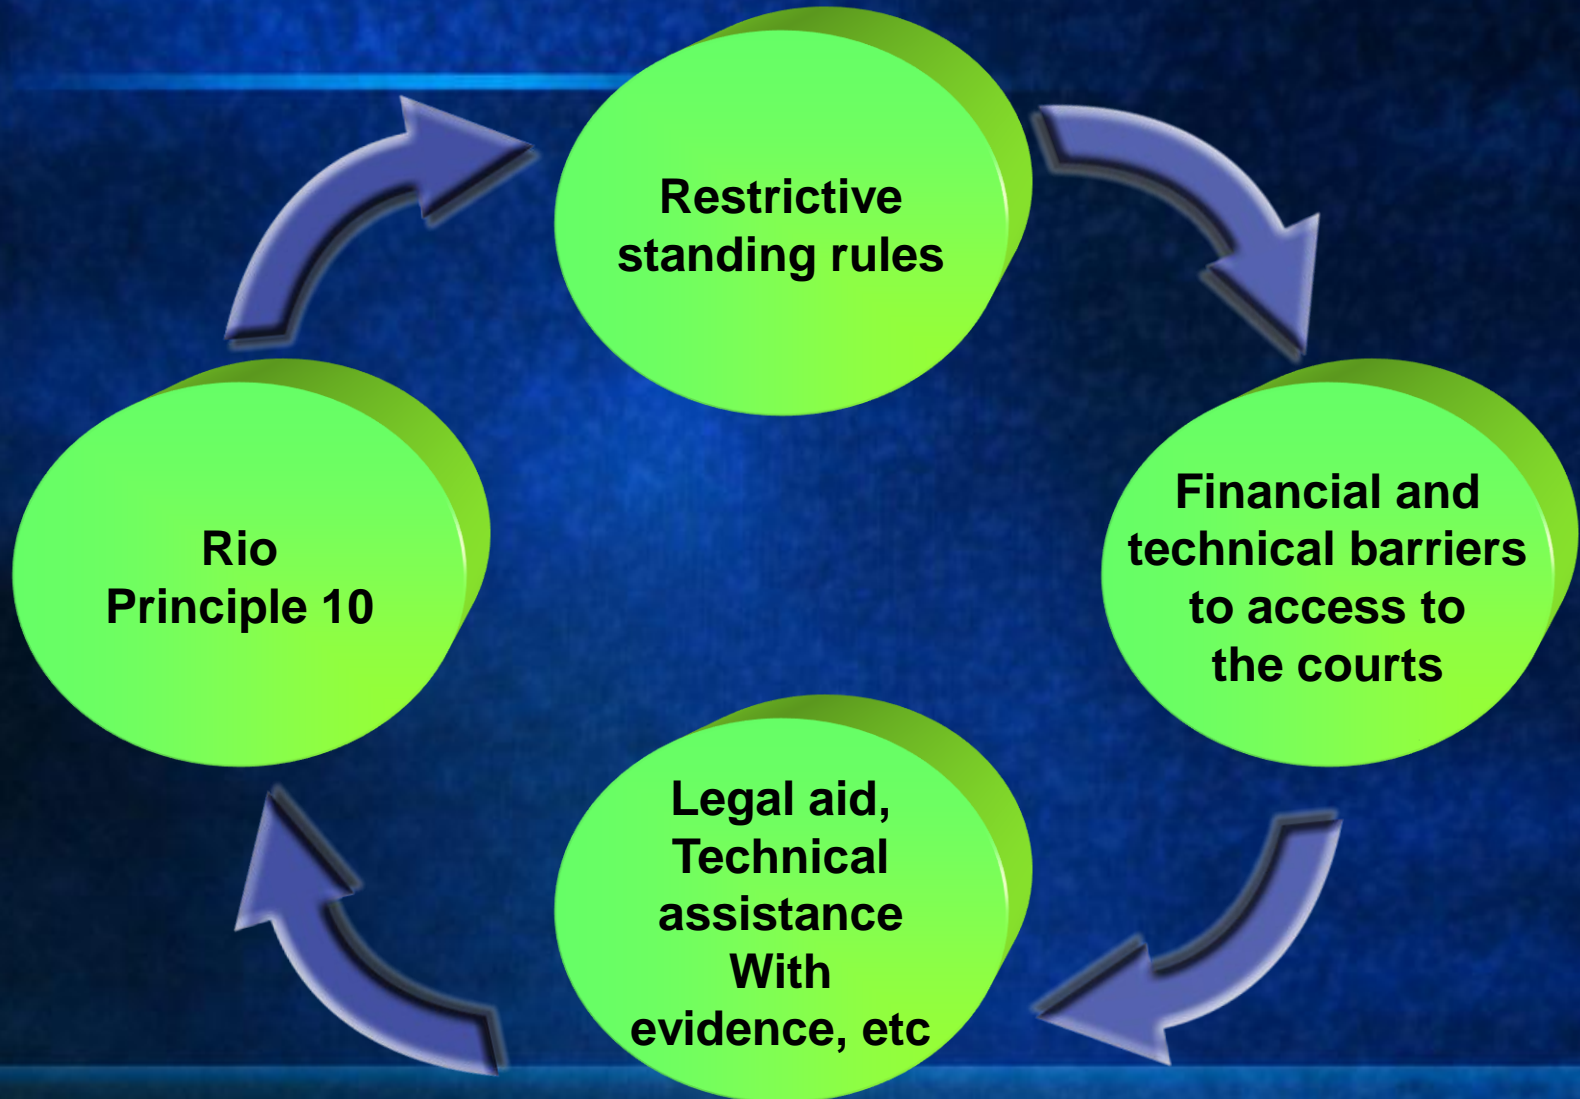 Restrictive
standing rules
Rio
Principle 10
Financial and
technical barriers
to access to
the courts
Legal aid,
Technical
assistance
With
evidence, etc